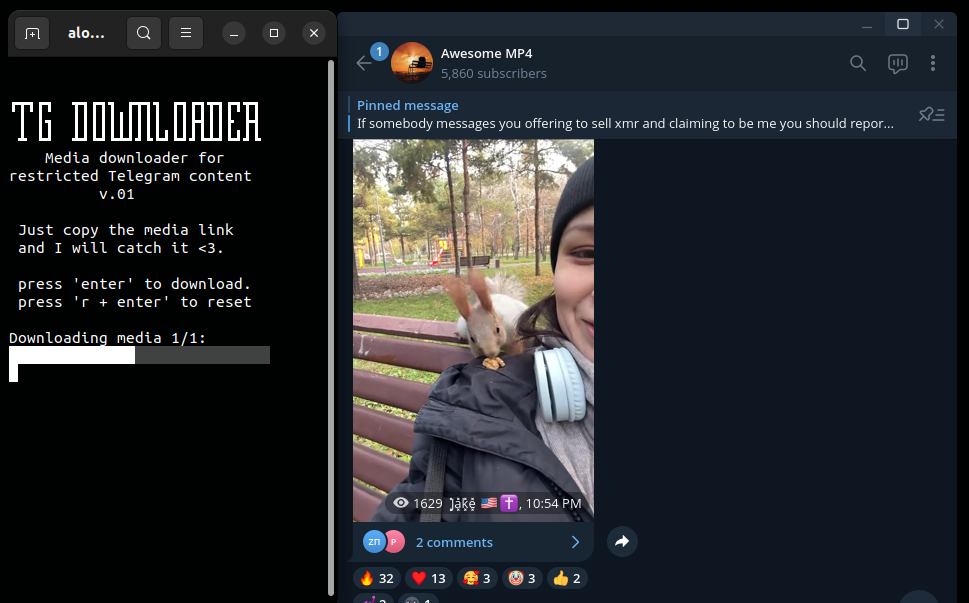 alo...
TG DOWNLOADER
Media downloader for
restricted Telegram content
v.01
Just copy the media link
and I will catch it <3.
press 'enter' to download.
press 'r + enter' to reset
Downloading media 1/1:
1
Awesome MP4
5,860 subscribers
Pinned message
If somebody messages you offering to sell xmr and claiming to be me you should repor...
1629 Jake 🇺🇸✝️, 10:54 PM
ZП P 2 comments
🔥 32 ❤️ 13 🥰 3 🤡 3 👍 2